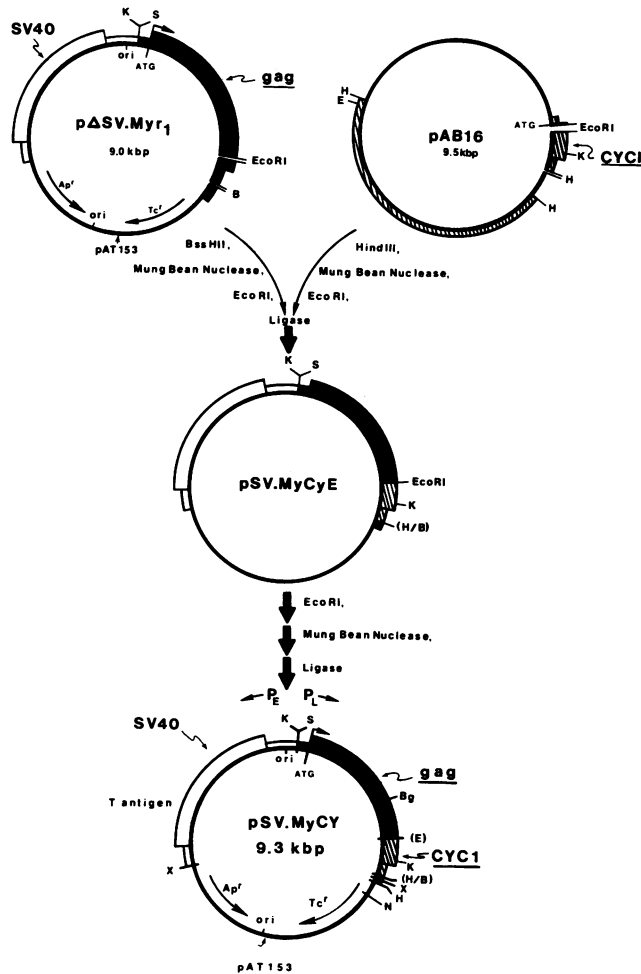 SV40
K
S
ori
ATG
gag
pΔSV.Myr1
9.0 kbp
EcoRI
B
Apr
Tcr
ori
pAT153
H
E
pAB16
9.5kbp
ATG
EcoRI
K
CYCI
H
H
BssHII,
Mung Bean Nuclease,
EcoRI,
HindIII,
Mung Bean Nuclease,
EcoRI,
Ligase
K
S
pSV.MyCyE
EcoRI
K
(H/B)
EcoRI,
Mung Bean Nuclease,
Ligase
PE PL
SV40
K
S
ori
ATG
gag
Bg
T antigen
pSV.MyCY
9.3 kbp
(E)
CYC1
K
(H/B)
X
H
N
X
Apr
Tcr
ori
pAT153